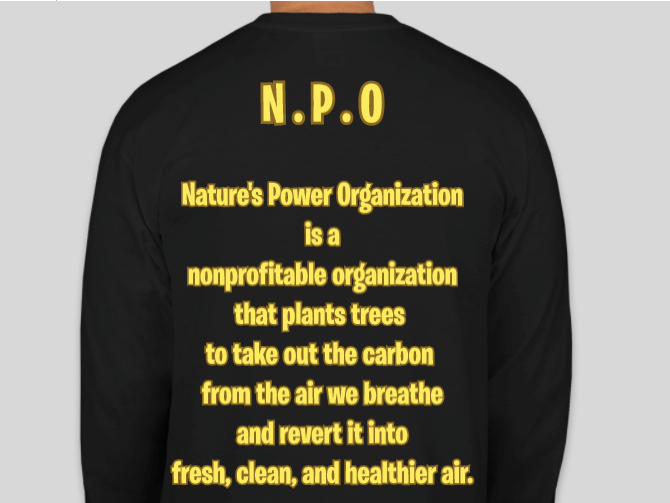 N.P.O
Nature's Power Organization
is a
nonprofitable organization
that plants trees
to take out the carbon
from the air we breathe
and revert it into
fresh, clean, and healthier air.